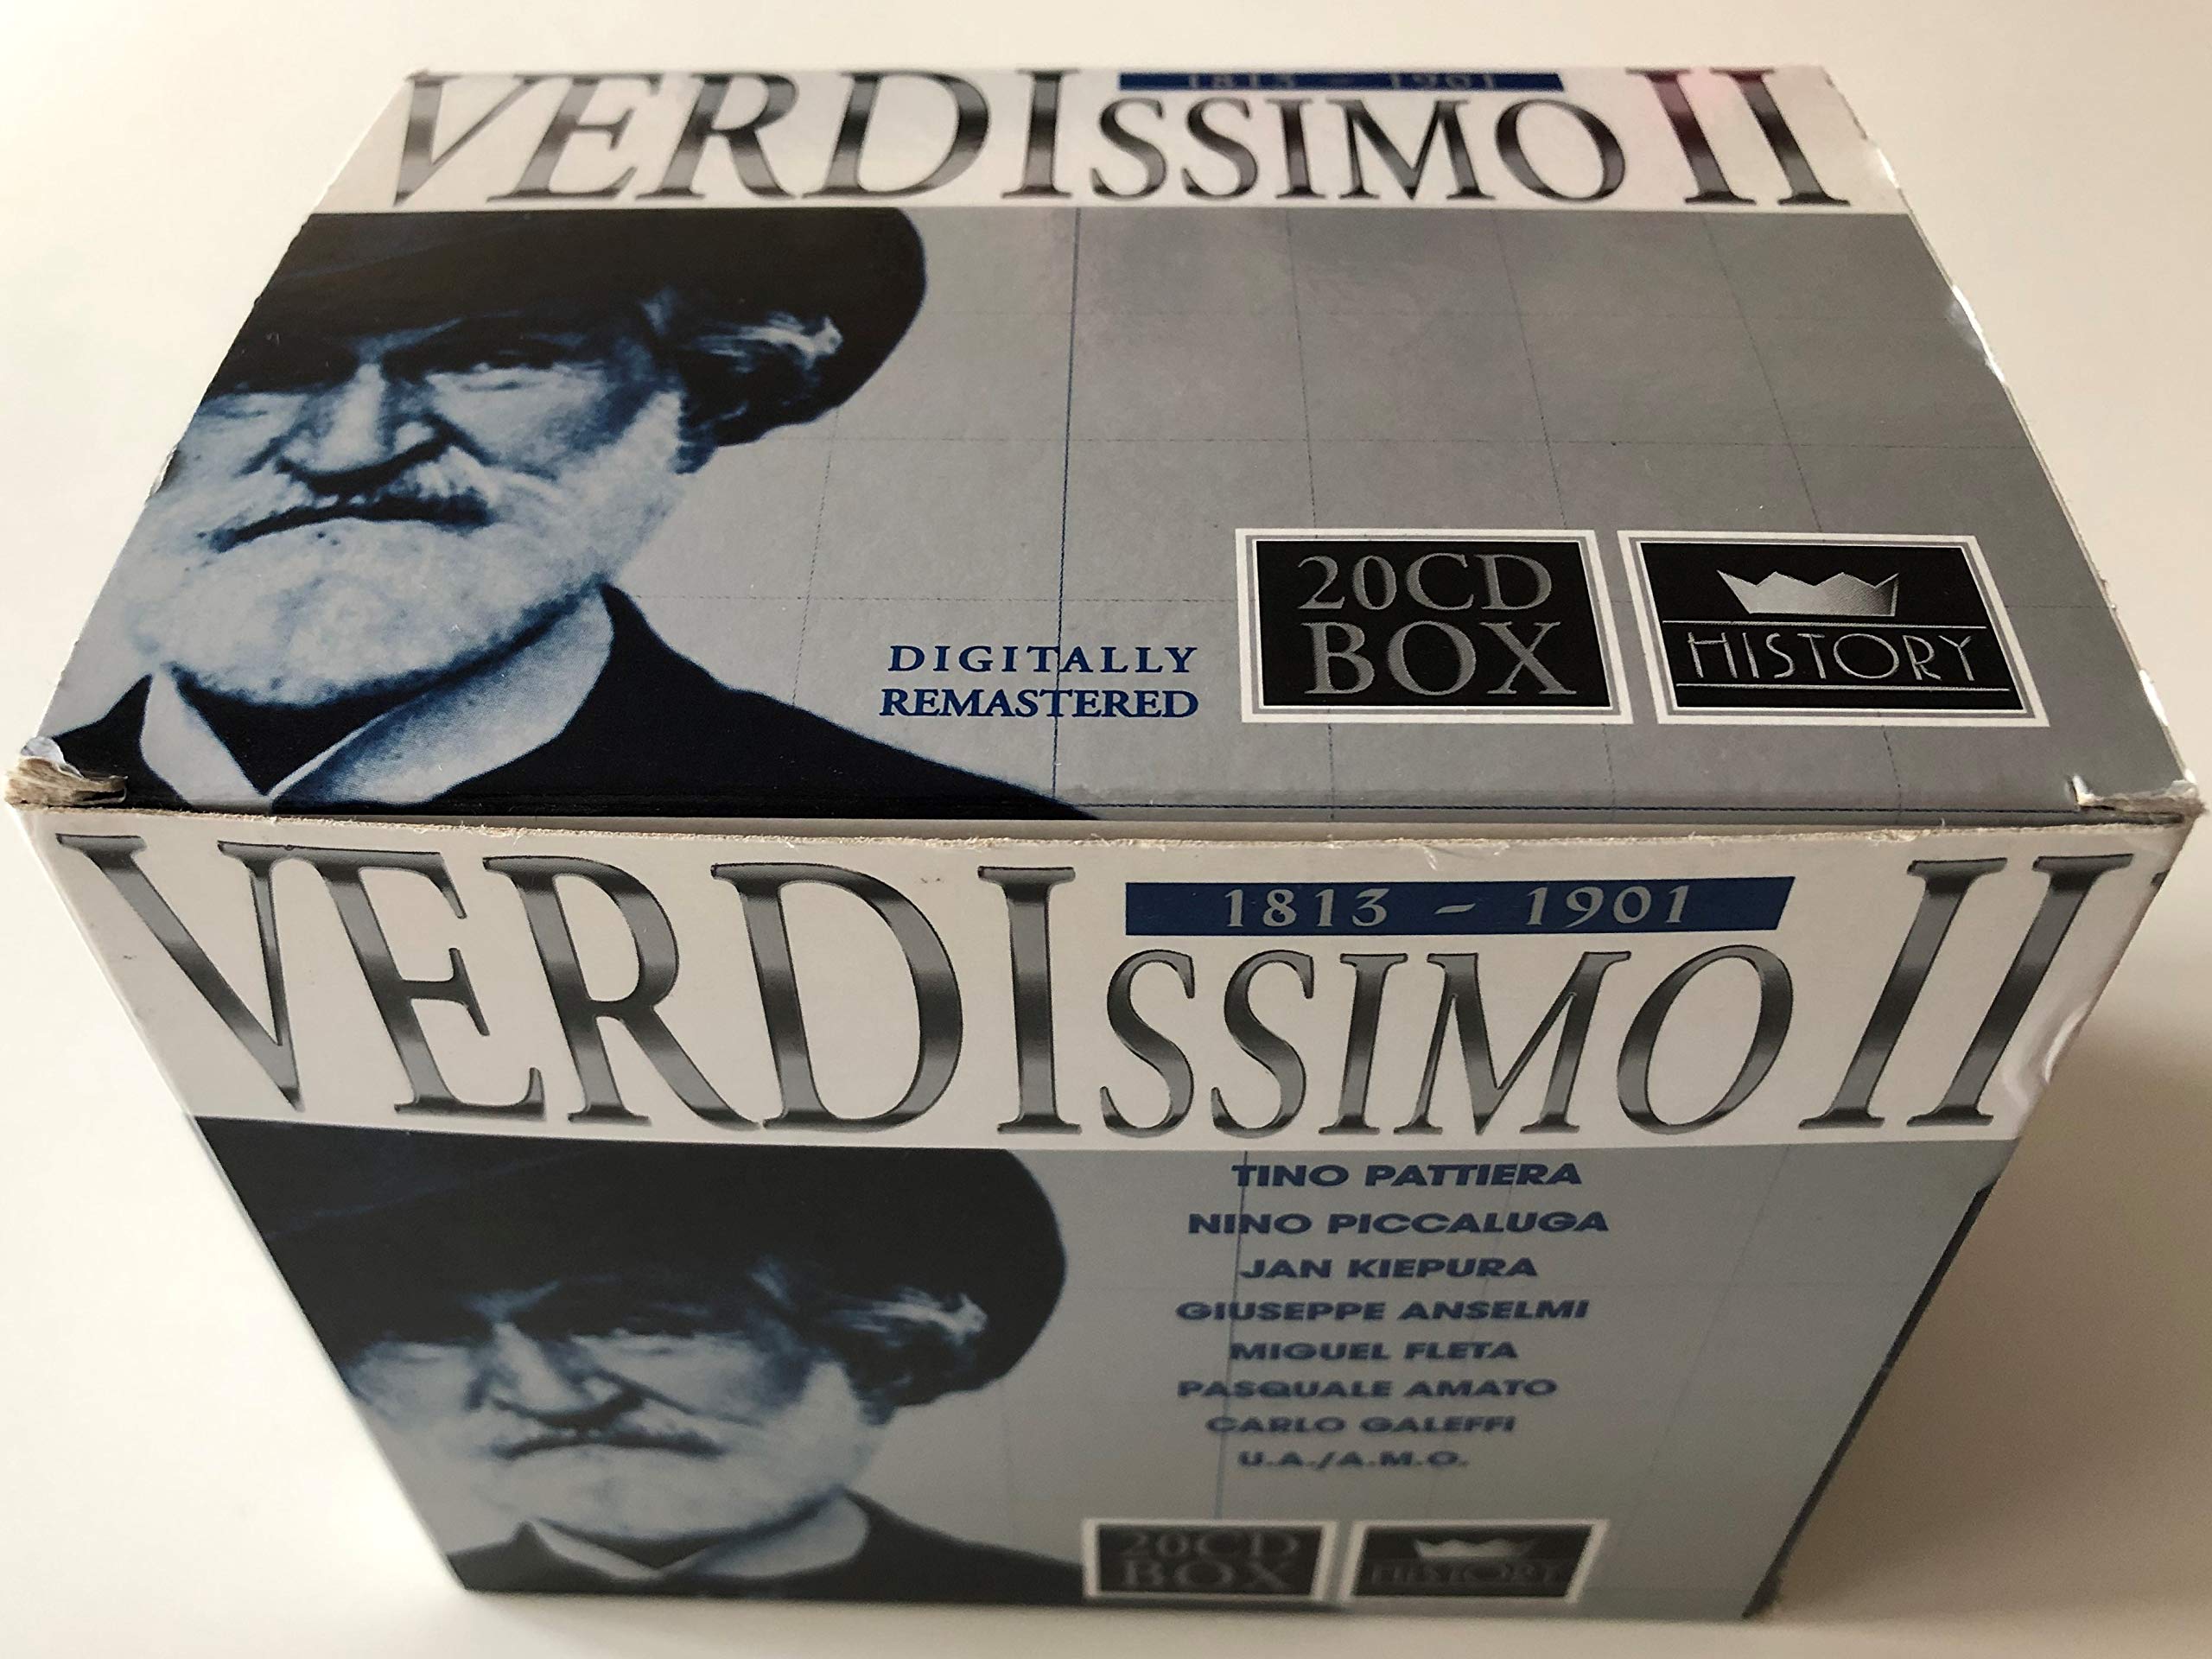 1813 - 1901
VERDISSIMO II
DIGITALLY
REMASTERED
20CD
BOX
HISTORY
1813 - 1901
VERDISSIMO II
TINO PATTIERA
NINO PICCALUGA
JAN KIEPURA
GIUSEPPE ANSELMI
MIGUEL FLETA
PASQUALE AMATO
CARLO GALEFFI
U.A./A.M.O.
20CD
BOX
HISTORY